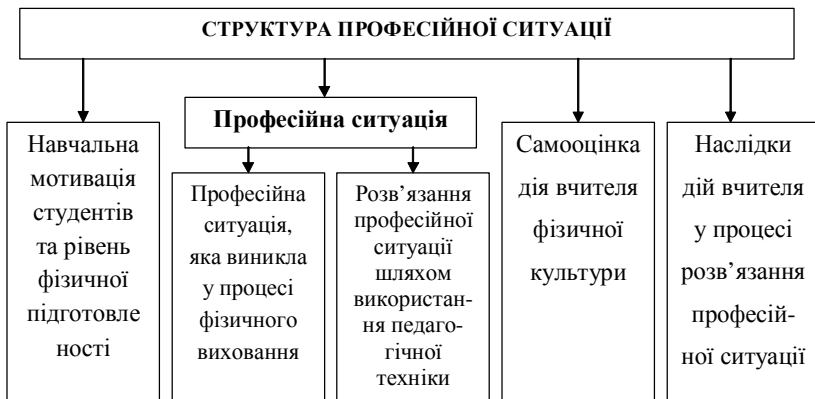 СТРУКТУРА ПРОФЕСІЙНОЇ СИТУАЦІЇ
Навчальна
мотивація
студентів
та рівень
фізичної
підготовле
ності
Професійна ситуація
Професійна
ситуація,
яка виникла
у процесі
фізичного
виховання
Розв’язання
професійної
ситуації
шляхом
використан-
ня педаго-
гічної
техніки
Самооцінка
дія вчителя
фізичної
культури
Наслідки
дій вчителя
у процесі
розв’язання
професій-
ної ситуації